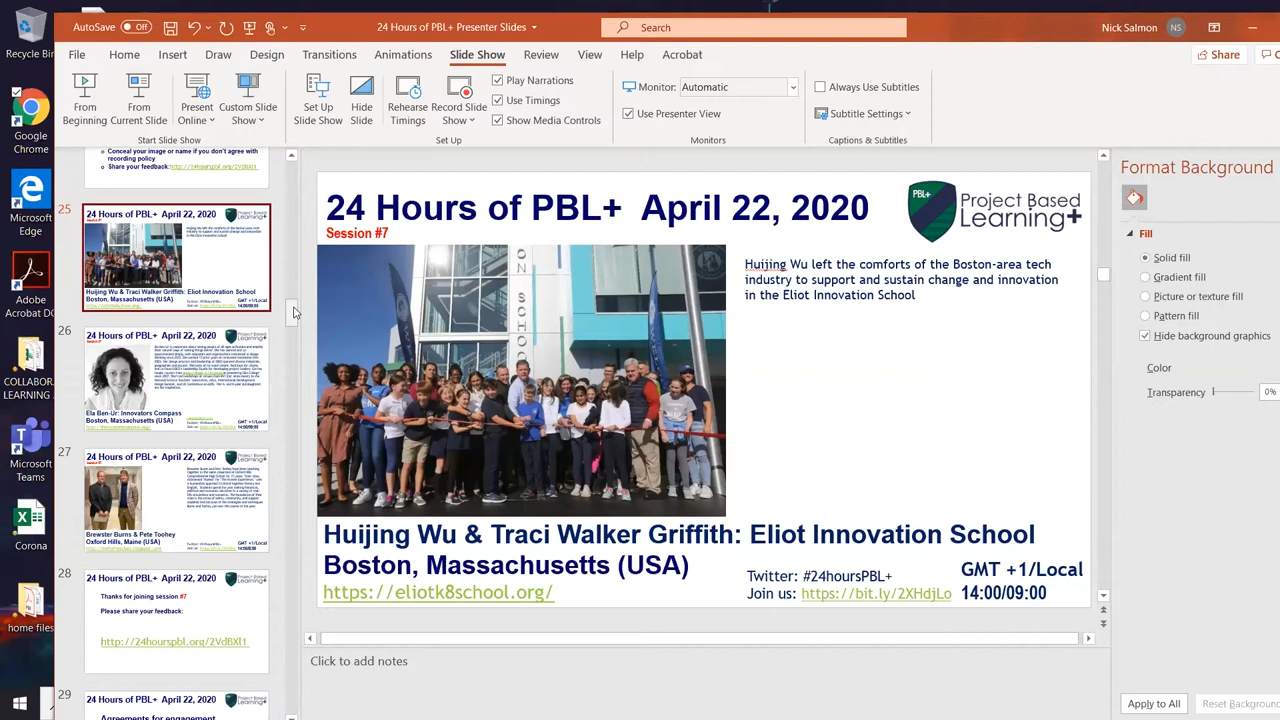 AutoSave Off
24 Hours of PBL+ Presenter Slides
Search
Nick Salmon NS
File Home Insert Draw Design Transitions Animations Slide Show Review View Help Acrobat
Share
From Beginning
From Current Slide
Present Online
Custom Slide Show
Start Slide Show
Set Up Slide Show
Hide Slide
Rehearse Timings
Record Slide Show
Play Narrations
Use Timings
Show Media Controls
Set Up
Monitor: Automatic
Use Presenter View
Monitors
Always Use Subtitles
Subtitle Settings
Captions & Subtitles
Google Chrome
Microsoft Edge
Adobe Acrobat DC
COLLABOR
LEARNING
Microsoft Teams
Corona
home files
Conceal your image or name if you don't agree with
recording policy
Share your feedback:
25
24 Hours of PBL+ April 22, 2020
Huijing Wu & Traci Walker Griffith: Eliot Innovation School
Boston, Massachusetts (USA)
26
24 Hours of PBL+ April 22, 2020
Ela Ben-Ur: Innovators Compass
Boston, Massachusetts (USA)
27
24 Hours of PBL+ April 22, 2020
Brewster Burns & Pete Toohey
Oxford Hills, Maine (USA)
28
24 Hours of PBL+ April 22, 2020
Thanks for joining session #7
Please share your feedback:
http://24hourspbl.org/2VdBXl1
29
24 Hours of PBL+ April 22, 2020
Agreements for engagement
24 Hours of PBL+ April 22, 2020
Session #7
PBL+
Project Based
Learning+
Huijing Wu left the comforts of the Boston-area tech
industry to support and sustain change and innovation
in the Eliot Innovation School
Huijing Wu & Traci Walker Griffith: Eliot Innovation School
Boston, Massachusetts (USA)
https://eliotk8school.org/
Twitter: #24hoursPBL+
Join us: https://bit.ly/2XHdjLo
GMT +1/Local
14:00/09:00
Click to add notes
Format Background
Fill
Solid fill
Gradient fill
Picture or texture fill
Pattern fill
Hide background graphics
Color
Transparency 0%
Apply to All
Reset Background